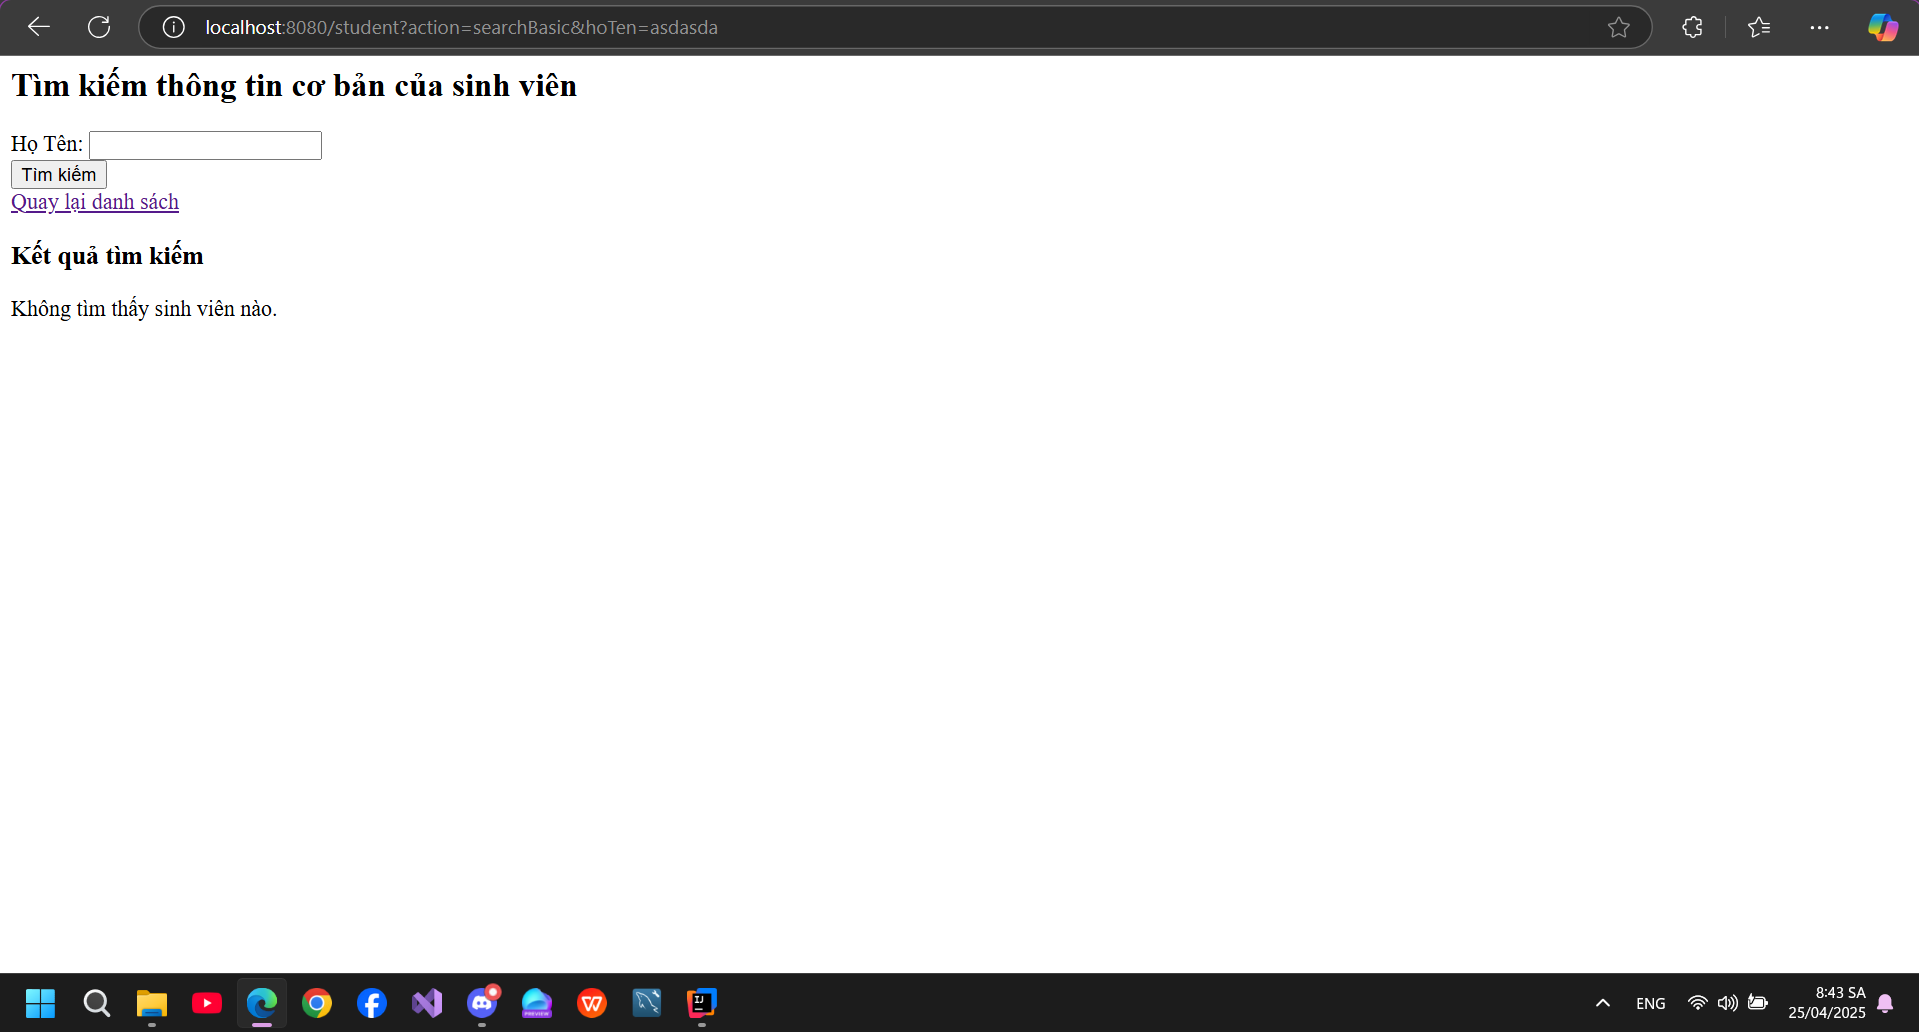 localhost:8080/student?action=searchBasic&hoTen=asdasda
Tìm kiếm thông tin cơ bản của sinh viên
Họ Tên:
Tìm kiếm
Quay lại danh sách
Kết quả tìm kiếm
Không tìm thấy sinh viên nào.
PREVIEW
IJ
ENG
8:43 SA
25/04/2025